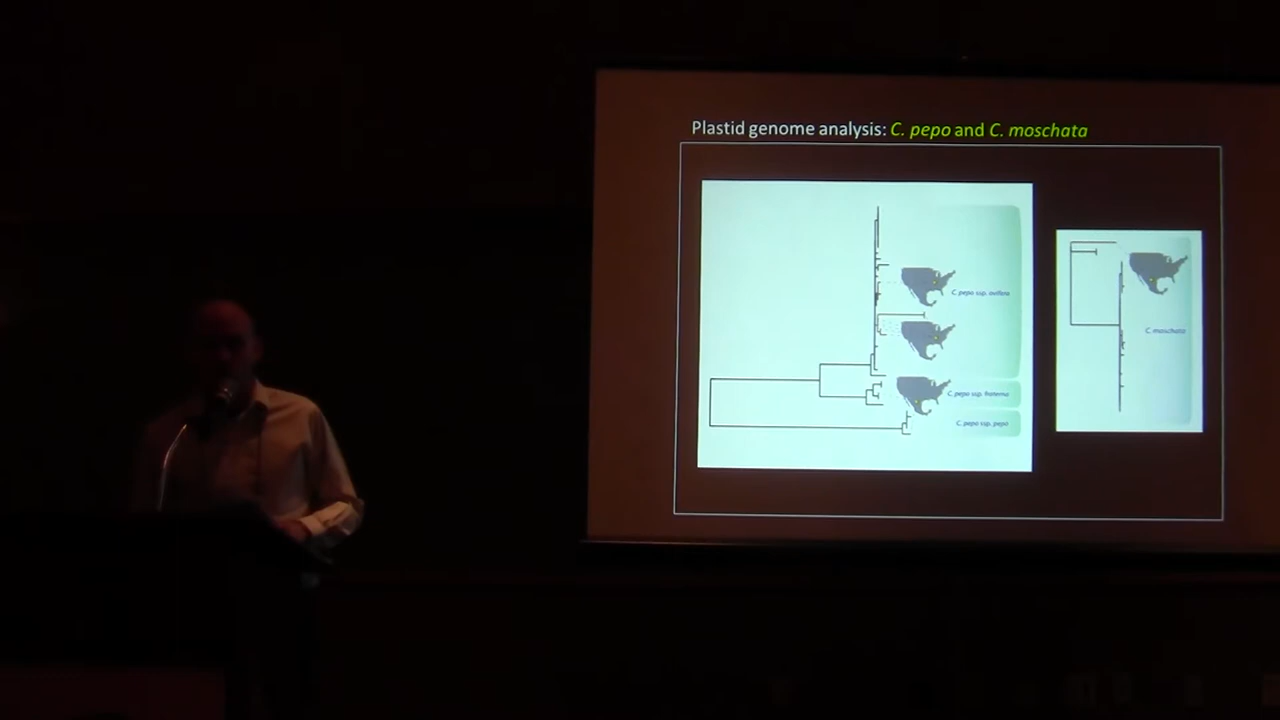 Plastid genome analysis: C. pepo and C. moschata
C. pepo ssp. ovifera
C. moschata
C. pepo ssp. fraterna
C. pepo ssp. pepo